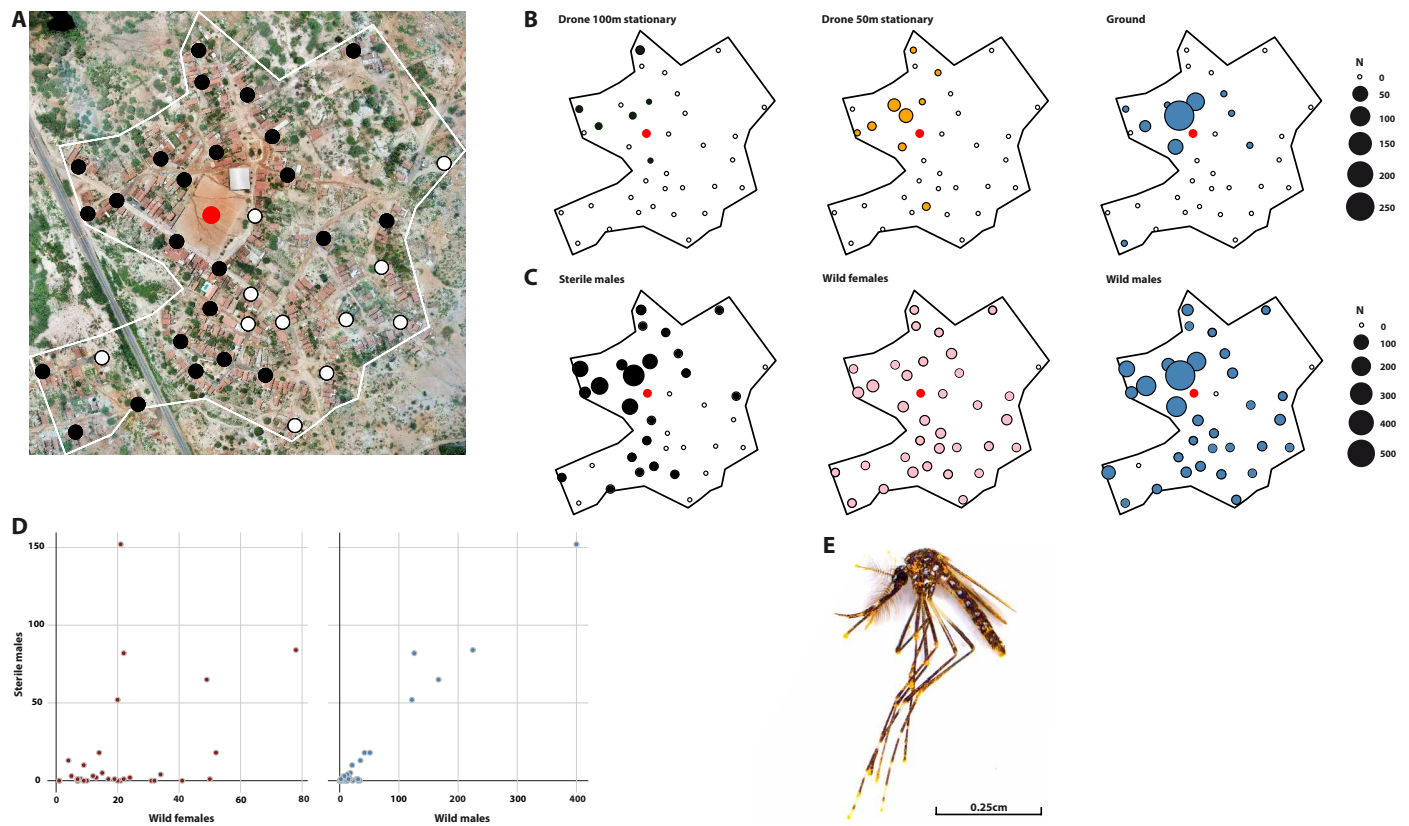 A
B
Drone 100m stationary
Drone 50m stationary
Ground
N
0
50
100
150
200
250
C
Sterile males
Wild females
Wild males
N
0
100
200
300
400
500
D
Sterile males
150
100
50
0
0
20
40
60
80
Wild females
0
100
200
300
400
Wild males
E
0.25cm